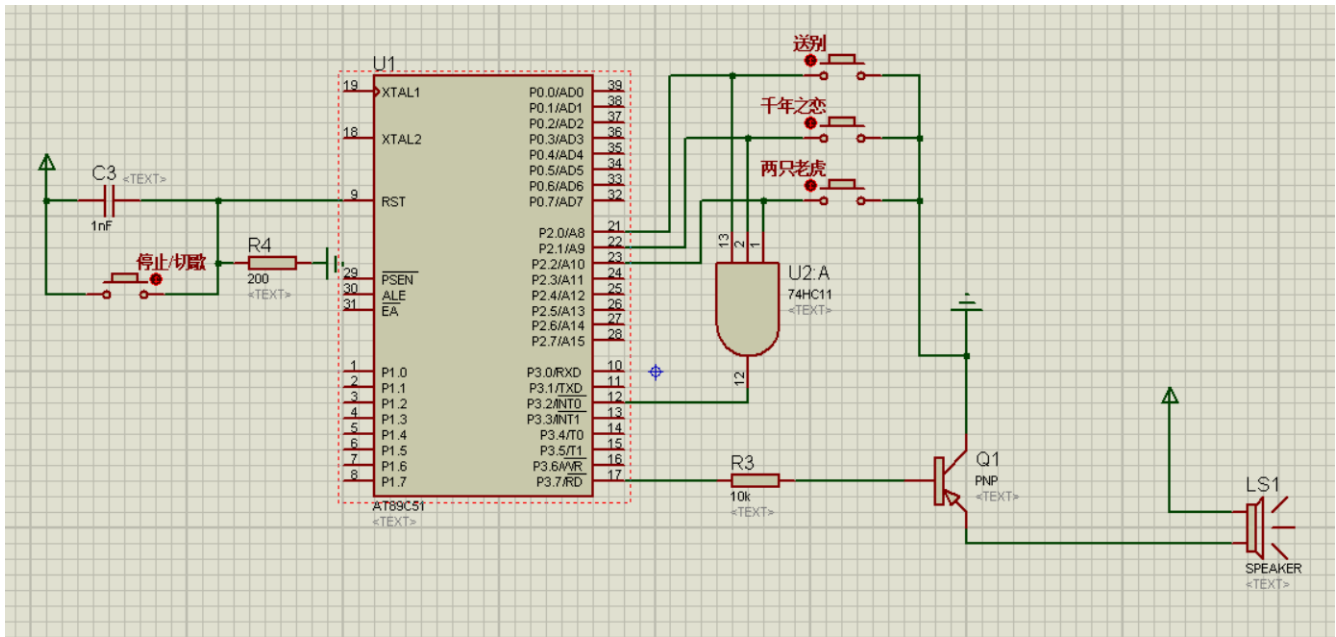 U1
19
XTAL1
18
XTAL2
9
RST
29
PSEN
30
ALE
31
EA
1
P1.0
2
P1.1
3
P1.2
4
P1.3
5
P1.4
6
P1.5
7
P1.6
8
P1.7
P0.0/AD0
39
P0.1/AD1
38
P0.2/AD2
37
P0.3/AD3
36
P0.4/AD4
35
P0.5/AD5
34
P0.6/AD6
33
P0.7/AD7
32
P2.0/A8
21
P2.1/A9
22
P2.2/A10
23
P2.3/A11
24
P2.4/A12
25
P2.5/A13
26
P2.6/A14
27
P2.7/A15
28
P3.0/RXD
10
P3.1/TXD
11
P3.2/INT0
12
P3.3/INT1
13
P3.4/T0
14
P3.5/T1
15
P3.6/WR
16
P3.7/RD
17
AT89C51
<TEXT>
C3
<TEXT>
1nF
停止/切歌
R4
200
<TEXT>
送别
千年之恋
两只老虎
13
2
1
U2:A
74HC11
<TEXT>
12
R3
10k
<TEXT>
Q1
PNP
<TEXT>
LS1
SPEAKER
<TEXT>